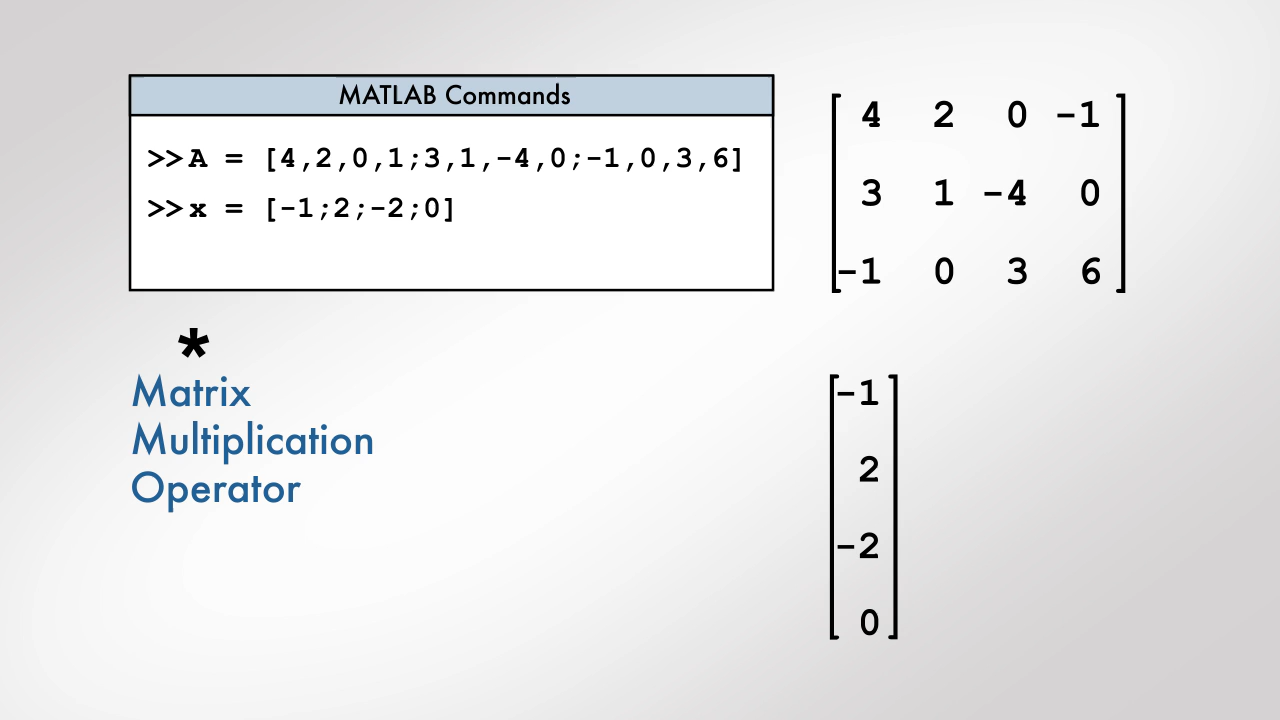 MATLAB Commands
>>A = [4,2,0,1;3,1,-4,0;-1,0,3,6]
>>x = [-1;2;-2;0]
4 2 0 -1
3 1 -4 0
-1 0 3 6
*
Matrix
Multiplication
Operator
-1
2
-2
0